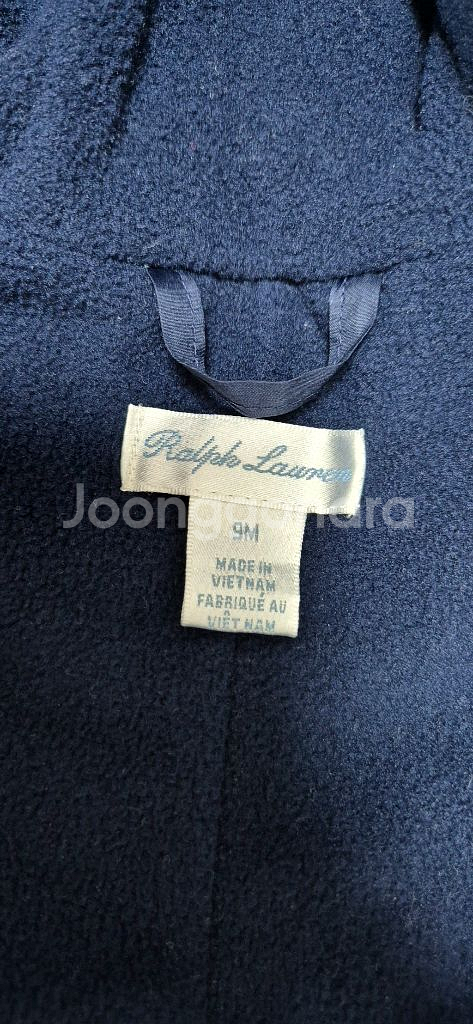 Ralph Lauren
Joonggonara
9M
MADE IN
VIETNAM
FABRIQUÉ AU
VIÊT NAM